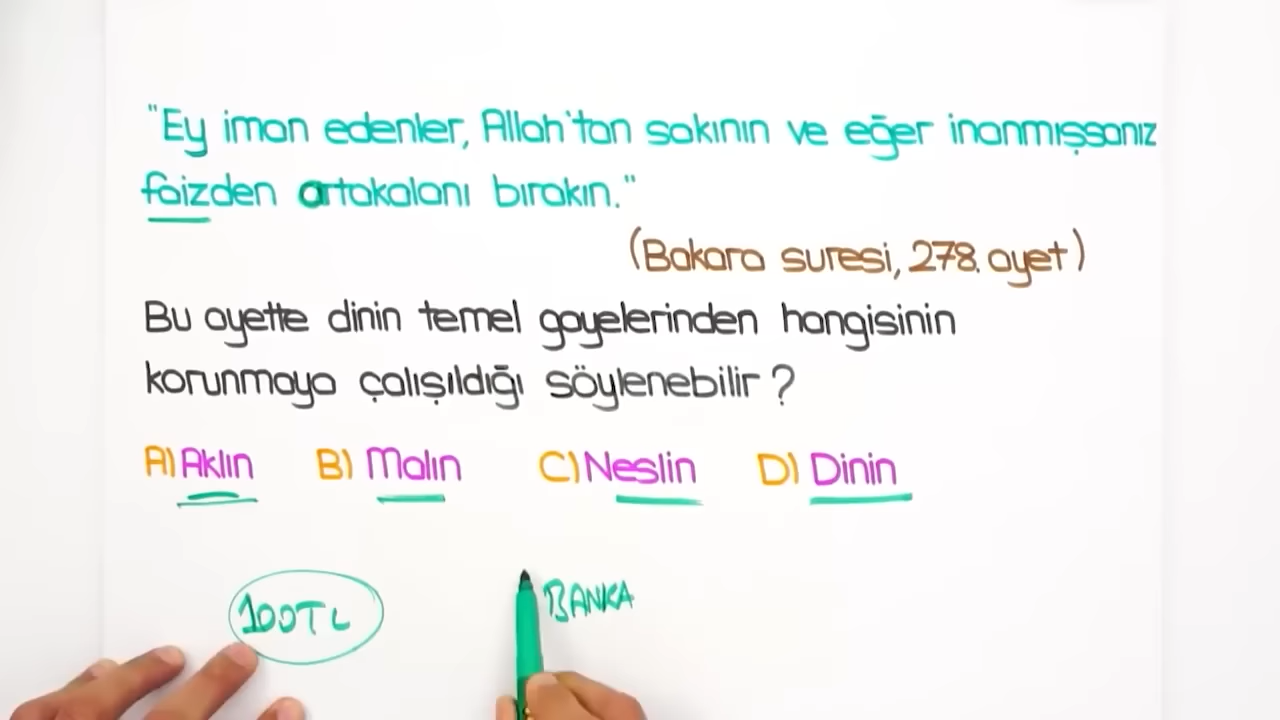 "Ey iman edenler, Allah'tan sakının ve eğer inanmışsanız
faizden artakalanı bırakın."
(Bakara suresi, 278. ayet)
Bu ayette dinin temel gayelerinden hangisinin
korunmaya çalışıldığı söylenebilir?
A) Aklın B) Malın C) Neslin D) Dinin
100TL BANKA